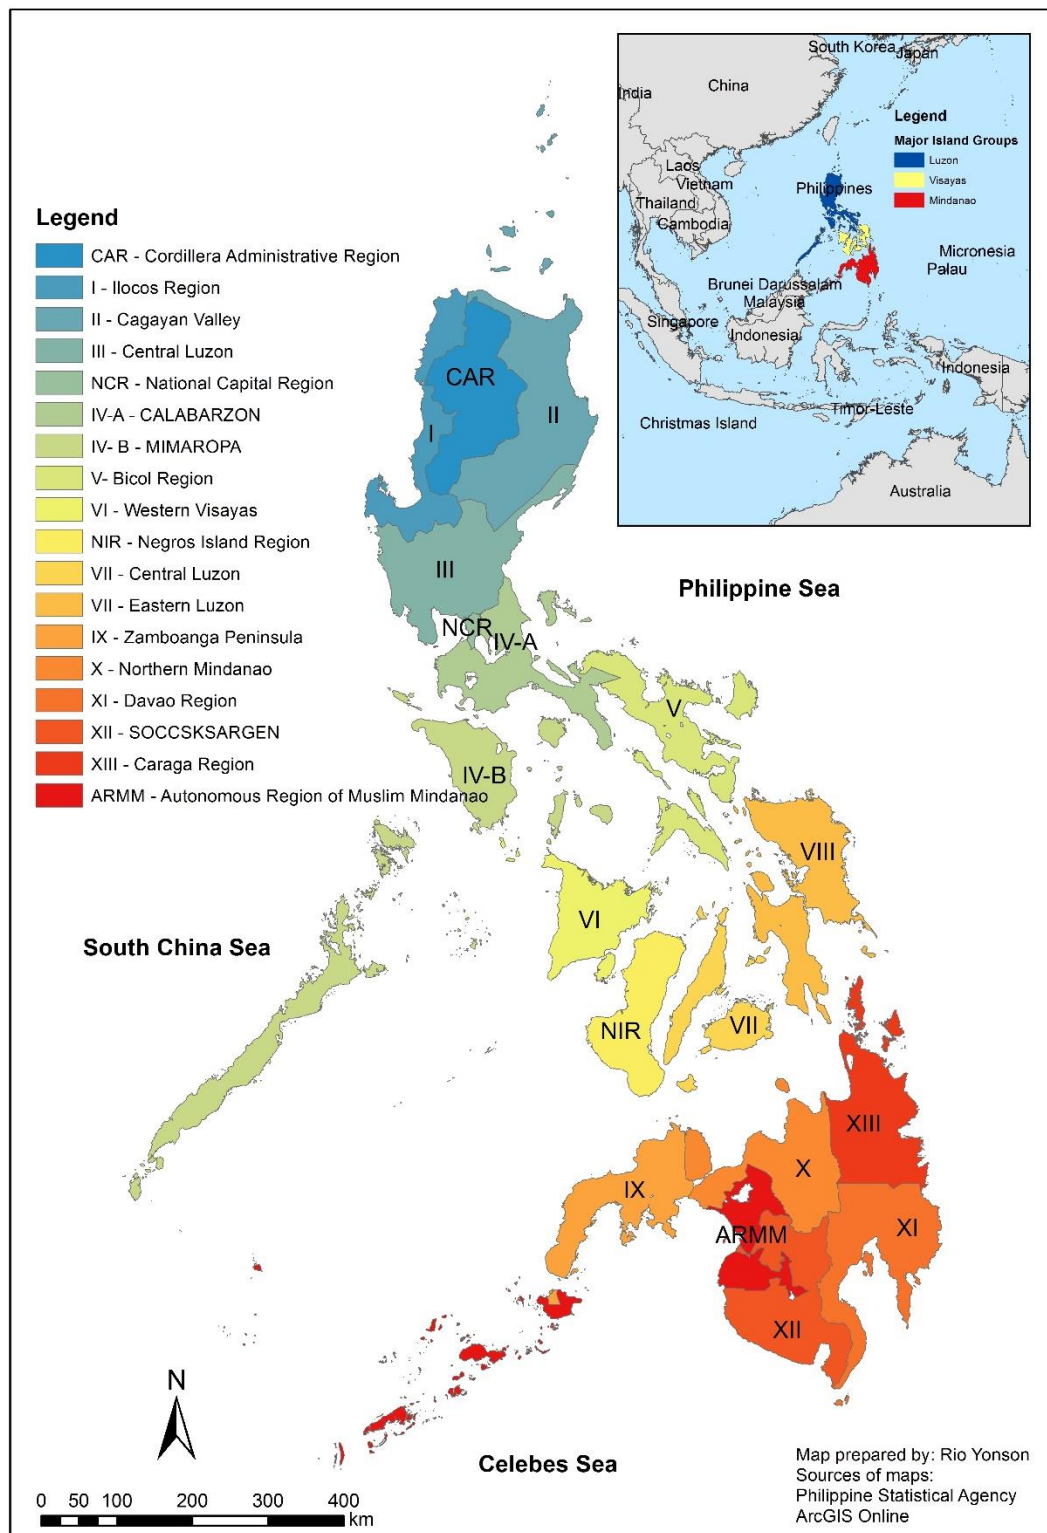 South Korea
Japan
China
India
Legend
Major Island Groups
Luzon
Visayas
Mindanao
Laos
Vietnam
Thailand
Cambodia
Philippines
Micronesia
Palau
Brunei Darussalam
Malaysia
Singapore
Indonesia
Indonesia
Timor-Leste
Christmas Island
Australia
Legend
CAR - Cordillera Administrative Region
I - Ilocos Region
II - Cagayan Valley
III - Central Luzon
NCR - National Capital Region
IV-A - CALABARZON
IV- B - MIMAROPA
V- Bicol Region
VI - Western Visayas
NIR - Negros Island Region
VII - Central Luzon
VII - Eastern Luzon
IX - Zamboanga Peninsula
X - Northern Mindanao
XI - Davao Region
XII - SOCCSKSARGEN
XIII - Caraga Region
ARMM - Autonomous Region of Muslim Mindanao
CAR
I
II
III
Philippine Sea
NCR
IV-A
V
IV-B
VIII
VI
South China Sea
NIR
VII
XIII
X
IX
ARMM
XI
XII
N
Celebes Sea
0 50 100 200 300 400
km
Map prepared by: Rio Yonson
Sources of maps:
Philippine Statistical Agency
ArcGIS Online